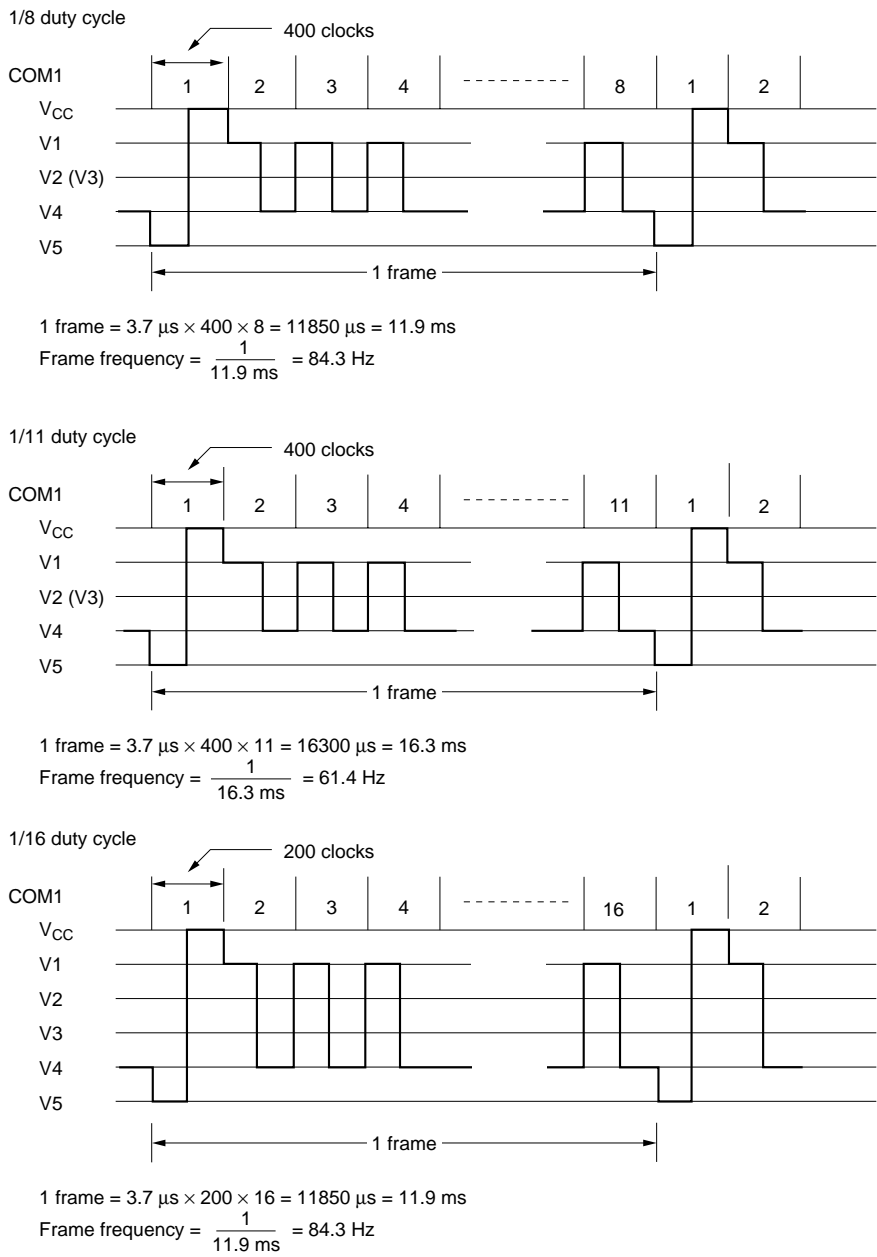 1/8 duty cycle
400 clocks
COM1
1 2 3 4 8 1 2
VCC
V1
V2 (V3)
V4
V5
1 frame
1 frame = 3.7 μs × 400 × 8 = 11850 μs = 11.9 ms
Frame frequency = 1 / 11.9 ms = 84.3 Hz
1/11 duty cycle
400 clocks
COM1
1 2 3 4 11 1 2
VCC
V1
V2 (V3)
V4
V5
1 frame
1 frame = 3.7 μs × 400 × 11 = 16300 μs = 16.3 ms
Frame frequency = 1 / 16.3 ms = 61.4 Hz
1/16 duty cycle
200 clocks
COM1
1 2 3 4 16 1 2
VCC
V1
V2
V3
V4
V5
1 frame
1 frame = 3.7 μs × 200 × 16 = 11850 μs = 11.9 ms
Frame frequency = 1 / 11.9 ms = 84.3 Hz